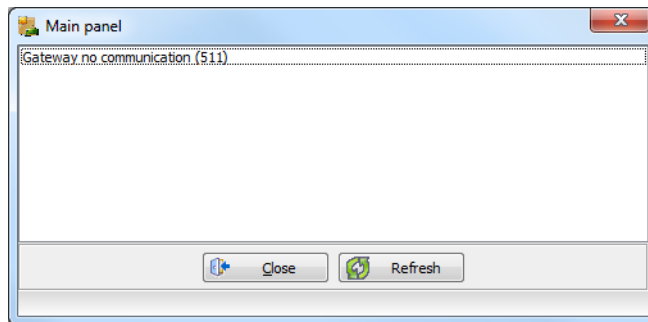 Main panel
Gateway no communication (511)
Close
Refresh